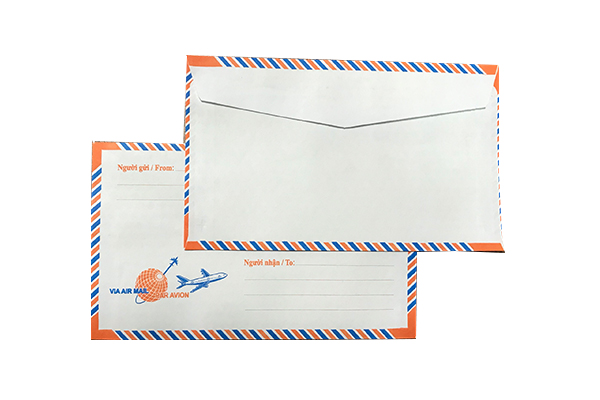 Người gửi / From:
Người nhận / To:
VIA AIR MAIL PAR AVION